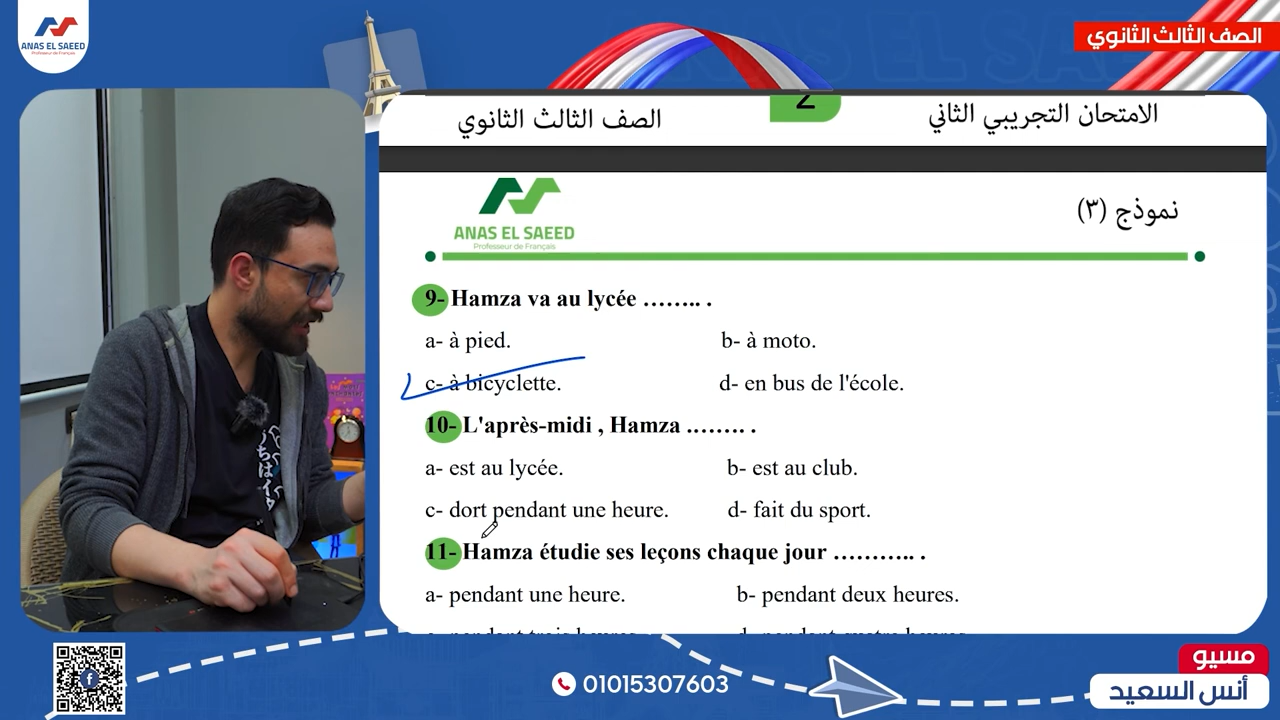 ANAS EL SAEED
Professeur de Français
الصف الثالث الثانوي
الامتحان التجريبي الثاني
2
الصف الثالث الثانوي
ANAS EL SAEED
Professeur de Français
نموذج (٣)
9- Hamza va au lycée …….. .
a- à pied.
b- à moto.
c- à bicyclette.
d- en bus de l'école.
10- L'après-midi , Hamza …….. .
a- est au lycée.
b- est au club.
c- dort pendant une heure.
d- fait du sport.
11- Hamza étudie ses leçons chaque jour ……….. .
a- pendant une heure.
b- pendant deux heures.
01015307603
مسيو
أنس السعيد